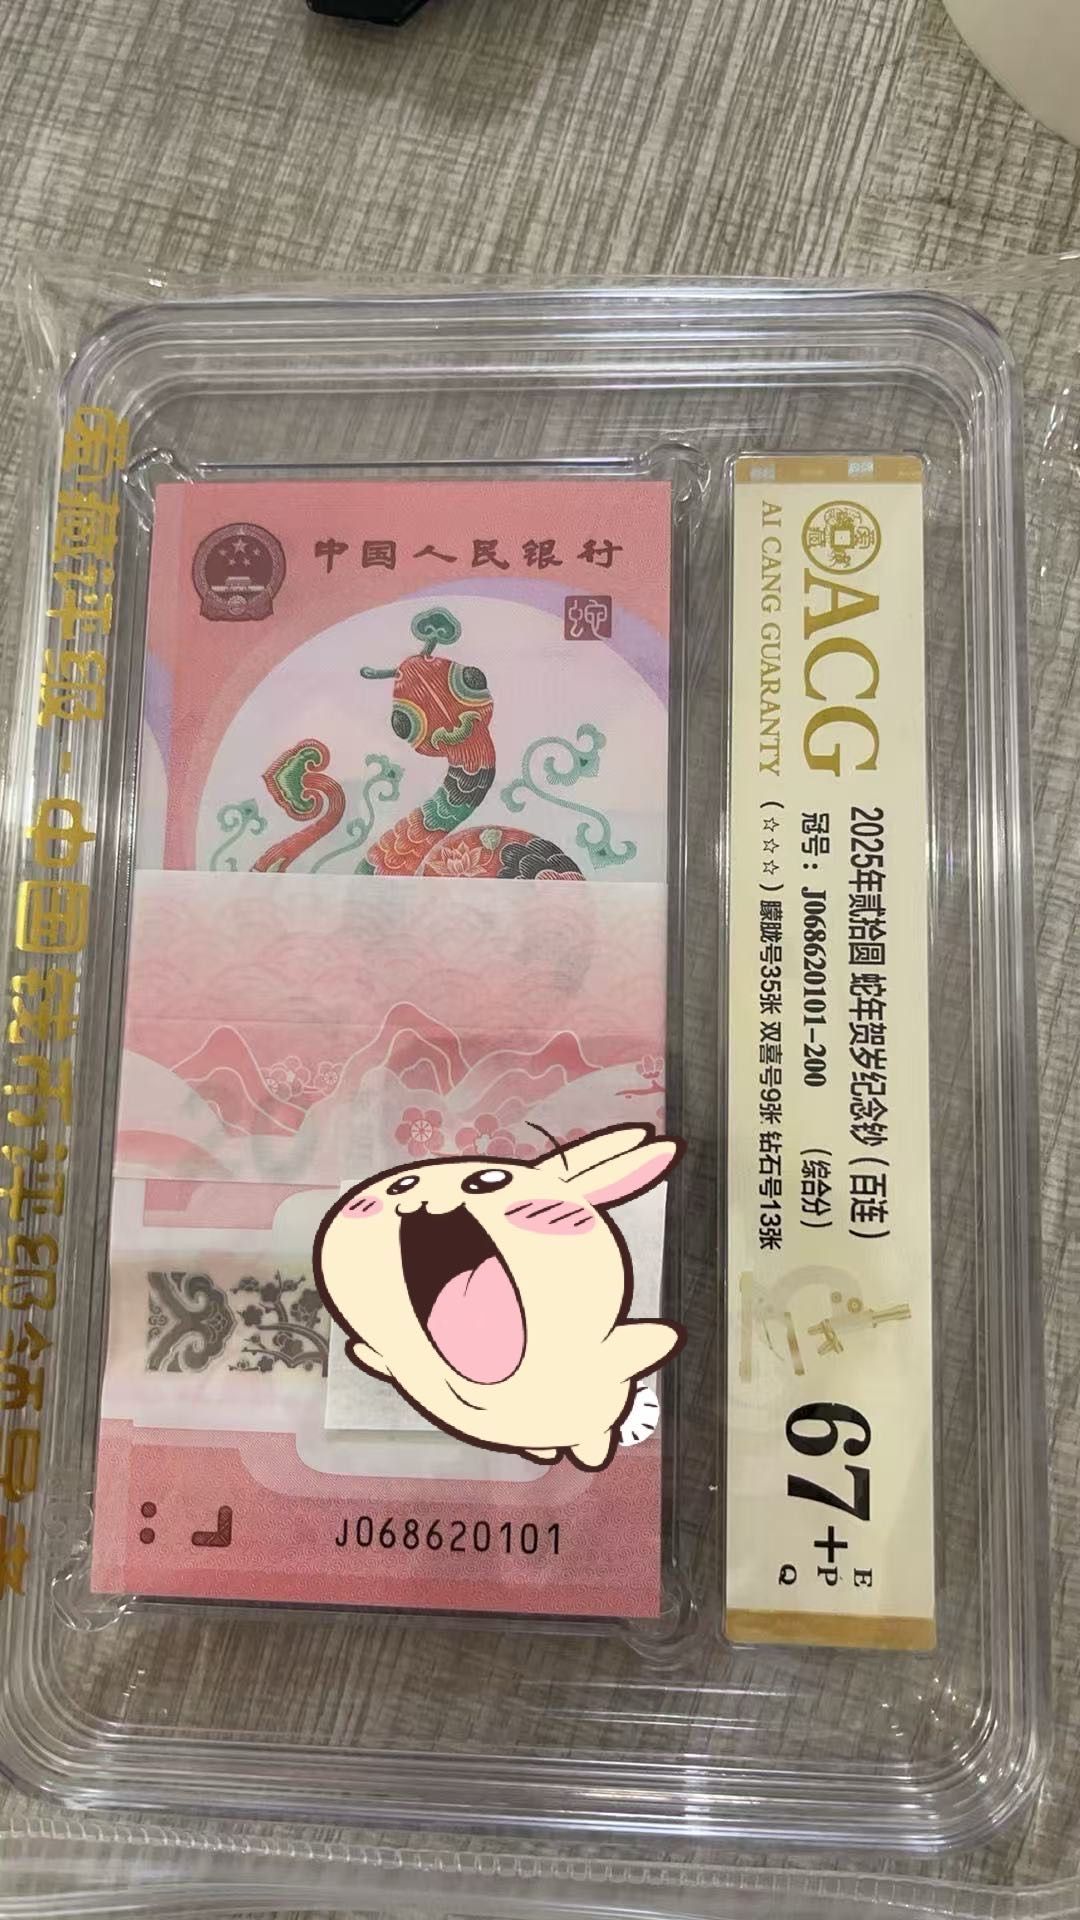 中国人民银行
蛇
J068620101
ACG
AI CANG GUARANTY
2025年贰拾圆 蛇年贺岁纪念钞（百连）
冠号：J068620101-200 （综合分）
（☆☆☆）朦胧号35张 双喜号9张 钻石号13张
67+
E
P
Q
爱藏评级-中国钱币评级领导者